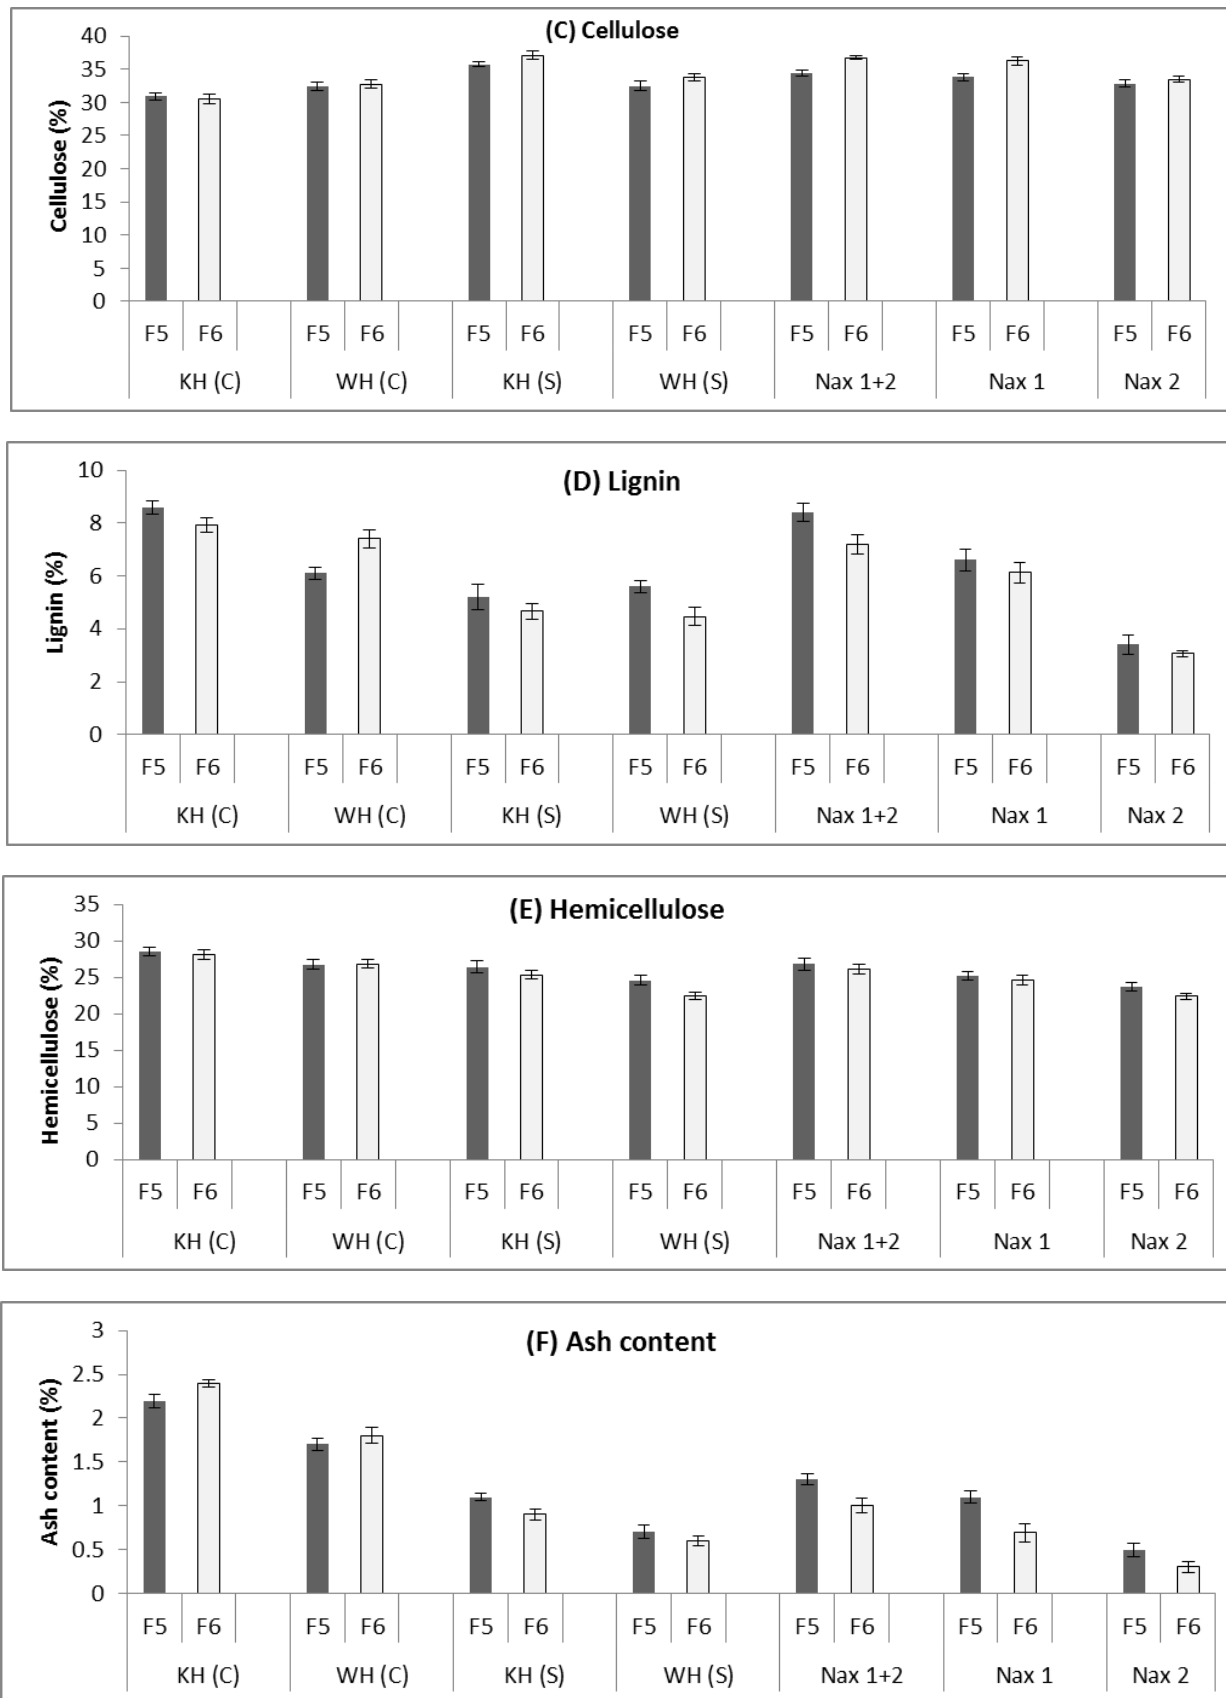 (C) Cellulose
Cellulose (%)
40
35
30
25
20
15
10
5
0
F5 F6 F5 F6 F5 F6 F5 F6 F5 F6 F5 F6 F5 F6
KH (C) WH (C) KH (S) WH (S) Nax 1+2 Nax 1 Nax 2
(D) Lignin
Lignin (%)
10
8
6
4
2
0
F5 F6 F5 F6 F5 F6 F5 F6 F5 F6 F5 F6 F5 F6
KH (C) WH (C) KH (S) WH (S) Nax 1+2 Nax 1 Nax 2
(E) Hemicellulose
Hemicellulose (%)
35
30
25
20
15
10
5
0
F5 F6 F5 F6 F5 F6 F5 F6 F5 F6 F5 F6 F5 F6
KH (C) WH (C) KH (S) WH (S) Nax 1+2 Nax 1 Nax 2
(F) Ash content
Ash content (%)
3
2.5
2
1.5
1
0.5
0
F5 F6 F5 F6 F5 F6 F5 F6 F5 F6 F5 F6 F5 F6
KH (C) WH (C) KH (S) WH (S) Nax 1+2 Nax 1 Nax 2